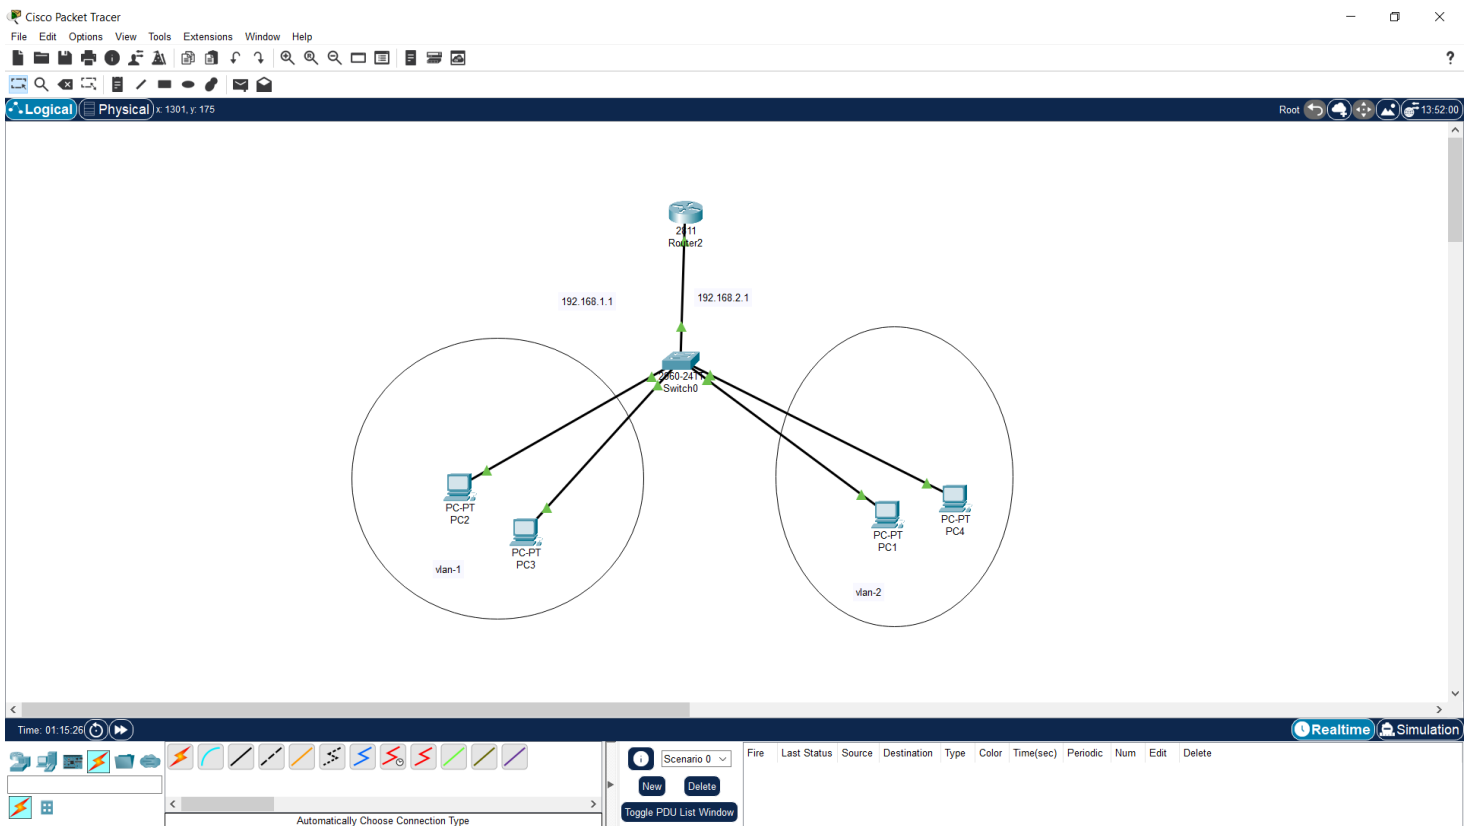 Cisco Packet Tracer
File Edit Options View Tools Extensions Window Help
?
Logical Physical x: 1301, y: 175 Root 13:52:00
2811
Router2
192.168.1.1 192.168.2.1
Switch0
PC-PT
PC2
PC-PT
PC3
PC-PT
PC1
PC-PT
PC4
vlan-1
vlan-2
Time: 01:15:26 Realtime Simulation
Scenario 0
New Delete
Toggle PDU List Window
Fire Last Status Source Destination Type Color Time(sec) Periodic Num Edit Delete
Automatically Choose Connection Type